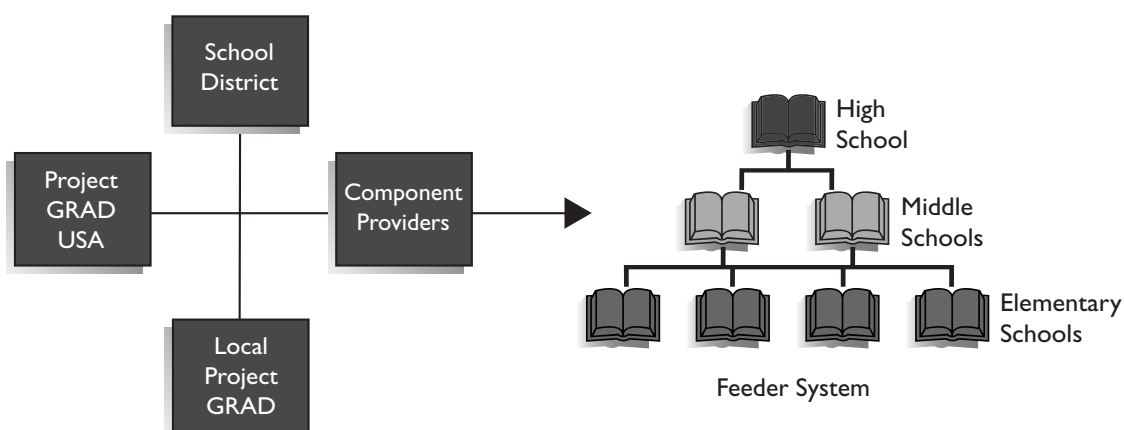 School
District
Project
GRAD
USA
Component
Providers
Local
Project
GRAD
High
School
Middle
Schools
Elementary
Schools
Feeder System